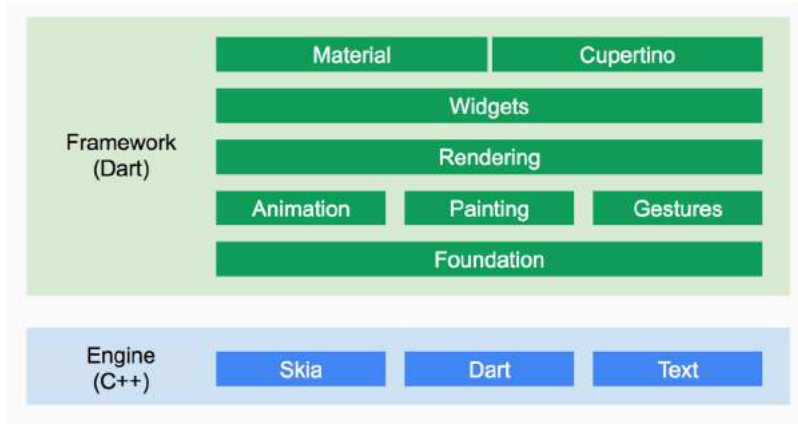 Material Cupertino
Widgets
Framework
(Dart)
Rendering
Animation Painting Gestures
Foundation
Engine
(C++)
Skia Dart Text